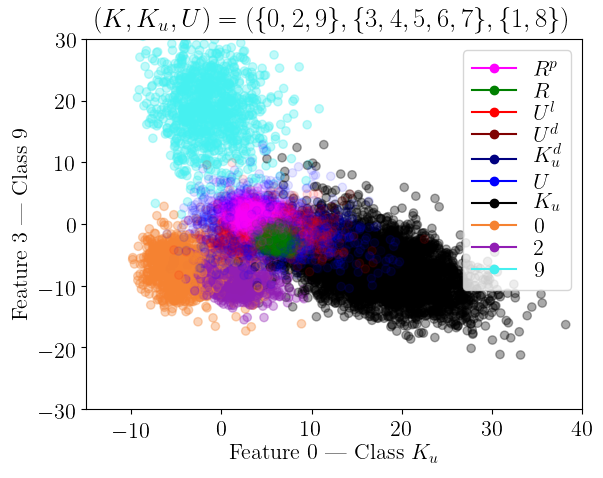 (K, K_u, U) = ({0, 2, 9}, {3, 4, 5, 6, 7}, {1, 8})
30
20
10
0
−10
−20
−30
Feature 3 — Class 9
R^p
R
U^l
U^d
K_u^d
U
K_u
0
2
9
−10 0 10 20 30 40
Feature 0 — Class K_u